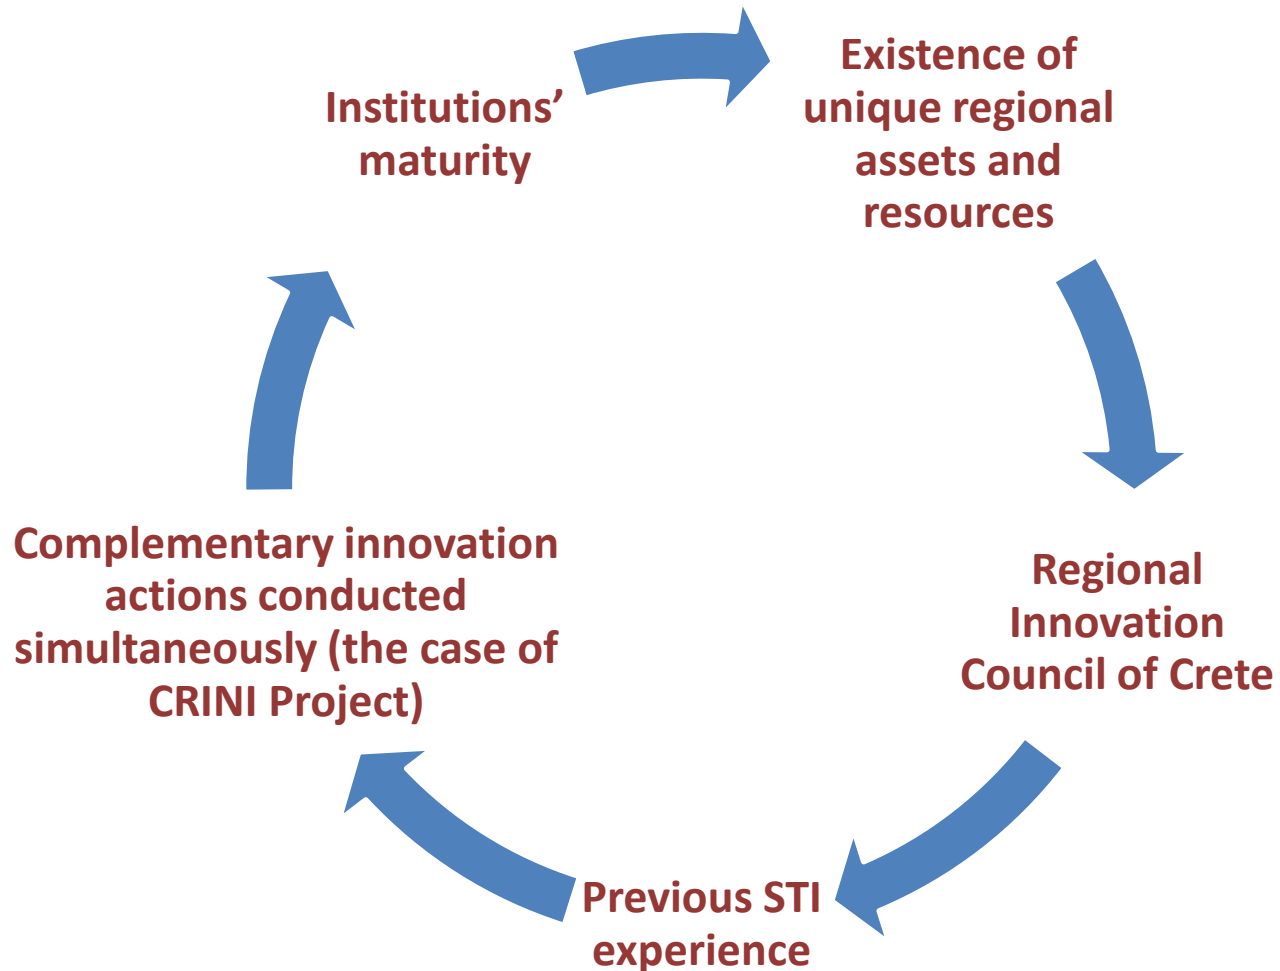 Institutions’
maturity
Existence of
unique regional
assets and
resources
Regional
Innovation
Council of Crete
Previous STI
experience
Complementary innovation
actions conducted
simultaneously (the case of
CRINI Project)